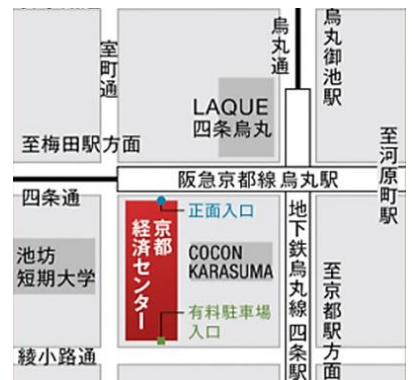 室町通
烏丸通
烏丸御池駅
LAQUE
四条烏丸
至梅田駅方面
至河原町駅
阪急京都線 烏丸駅
四条通
正面入口
京都
経済センター
地下鉄烏丸線 四条駅
池坊
短期大学
COCON
KARASUMA
至京都駅方面
有料駐車場
入口
綾小路通